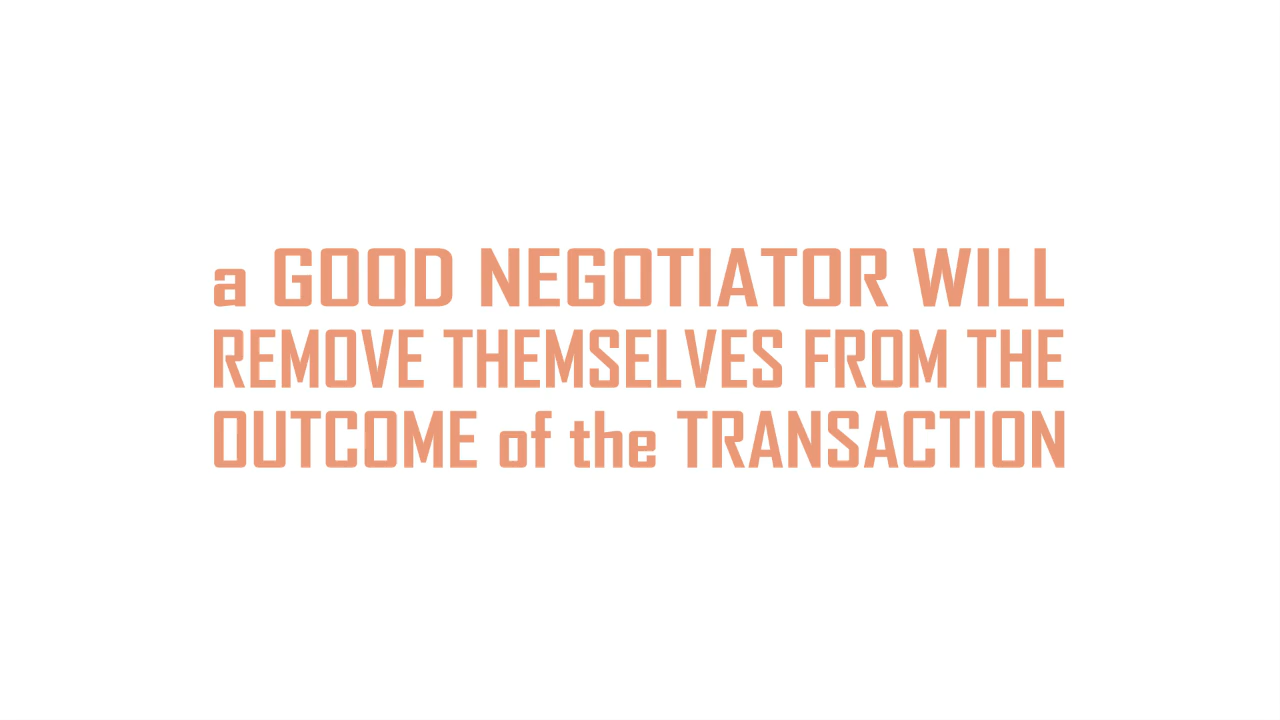 a GOOD NEGOTIATOR WILL
REMOVE THEMSELVES FROM THE
OUTCOME of the TRANSACTION